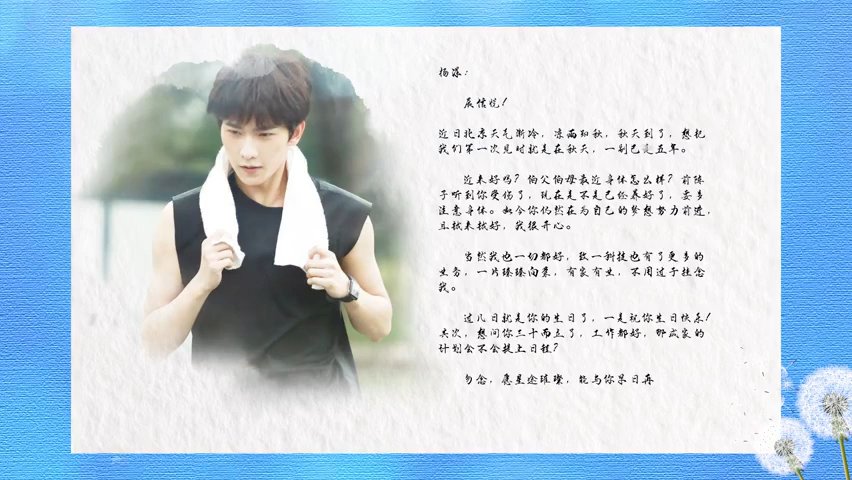 杨洋：
展信悦！
近日北京天气渐冷，凉雨知秋，秋天到了，想起
我们第一次见时就是在秋天，一别已是五年。
近来好吗？伯父伯母最近身体怎么样？前阵
子听到你受伤了，现在是不是已经养好了，要多
注意身体。如今你仍然在为自己的梦想努力前进，
且越来越好，我很开心。
当然我也一切都好，致一科技也有了更多的
业务，一片臻臻向荣，有家有业，不用过于挂念
我。
过几日就是你的生日了，一是祝你生日快乐！
其次，想问你三十而立了，工作都好，那成家的
计划会不会提上日程？
勿念，愿星途璀璨，能与你早日再